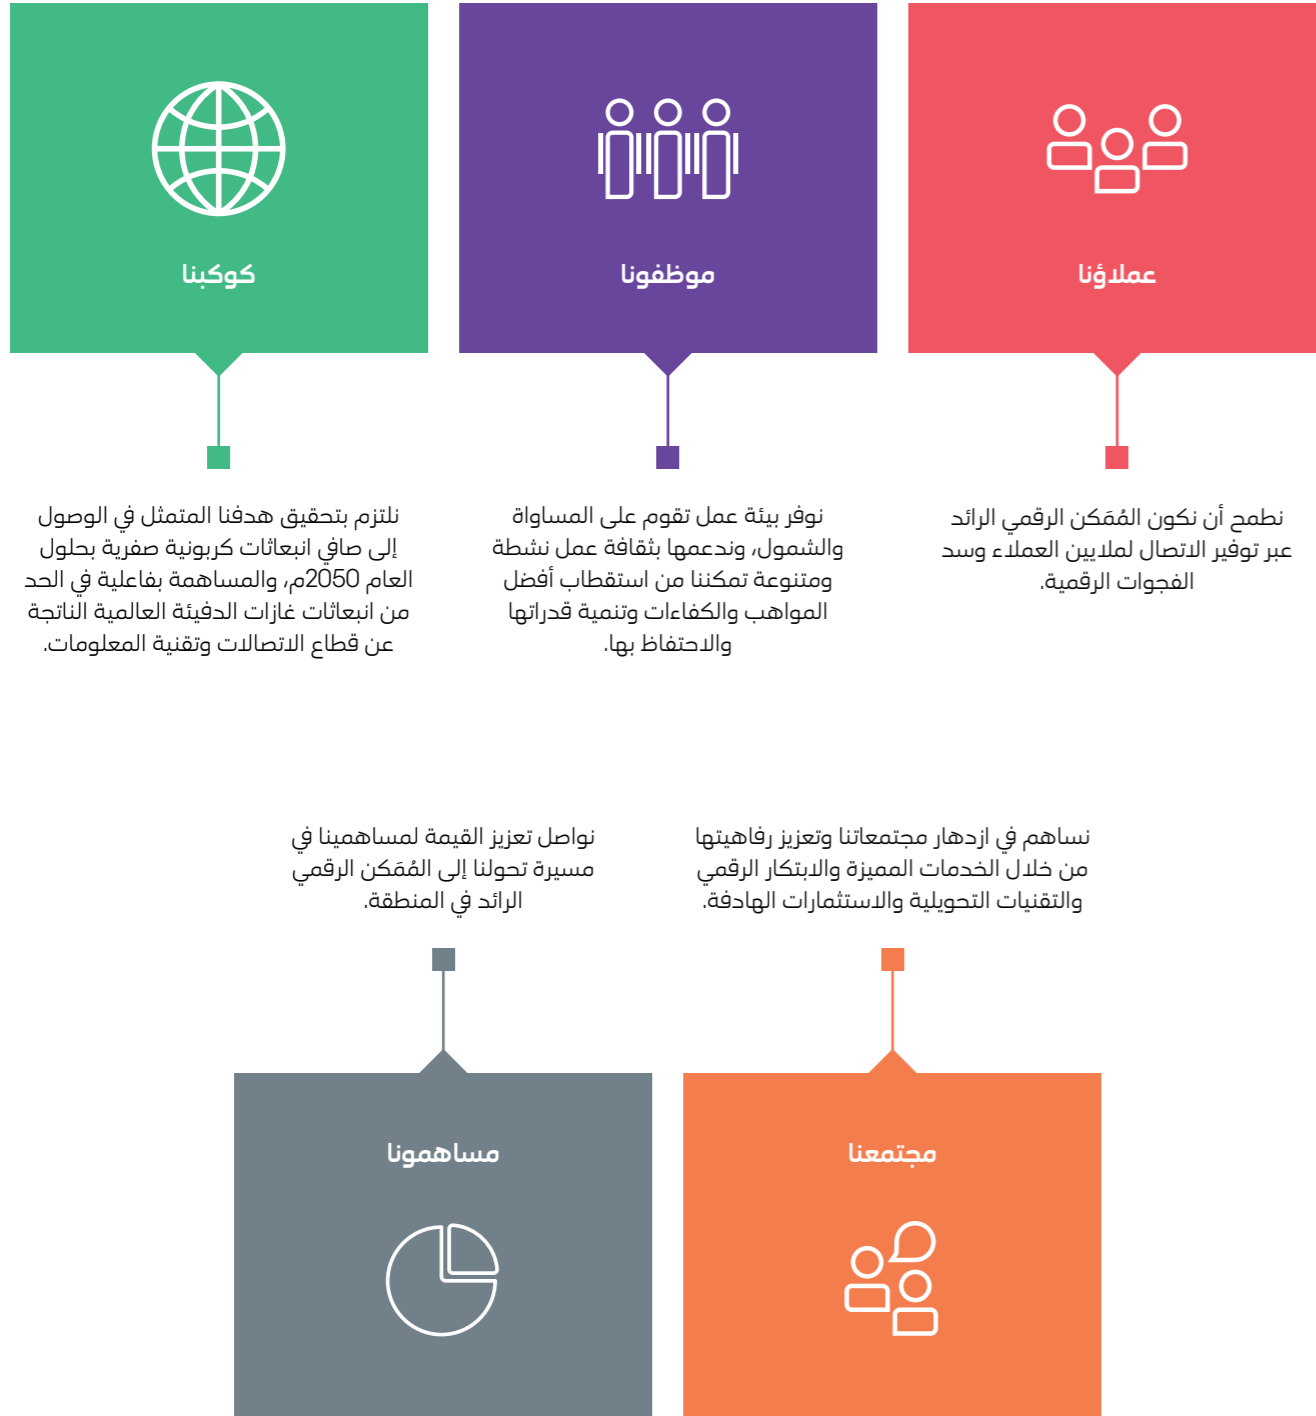 عملاؤنا
نطمح أن نكون المُمَكن الرقمي الرائد
عبر توفير الاتصال لملايين العملاء وسد
الفجوات الرقمية.
موظفونا
نوفر بيئة عمل تقوم على المساواة
والشمول، وندعمها بثقافة عمل نشطة
ومتنوعة تمكننا من استقطاب أفضل
المواهب والكفاءات وتنمية قدراتها
والاحتفاظ بها.
كوكبنا
نلتزم بتحقيق هدفنا المتمثل في الوصول
إلى صافي انبعاثات كربونية صفرية بحلول
العام 2050م، والمساهمة بفاعلية في الحد
من انبعاثات غازات الدفيئة العالمية الناتجة
عن قطاع الاتصالات وتقنية المعلومات.
نساهم في ازدهار مجتمعاتنا وتعزيز رفاهيتها
من خلال الخدمات المميزة والابتكار الرقمي
والتقنيات التحويلية والاستثمارات الهادفة.
مجتمعنا
نواصل تعزيز القيمة لمساهمينا في
مسيرة تحولنا إلى المُمَكن الرقمي
الرائد في المنطقة.
مساهمونا